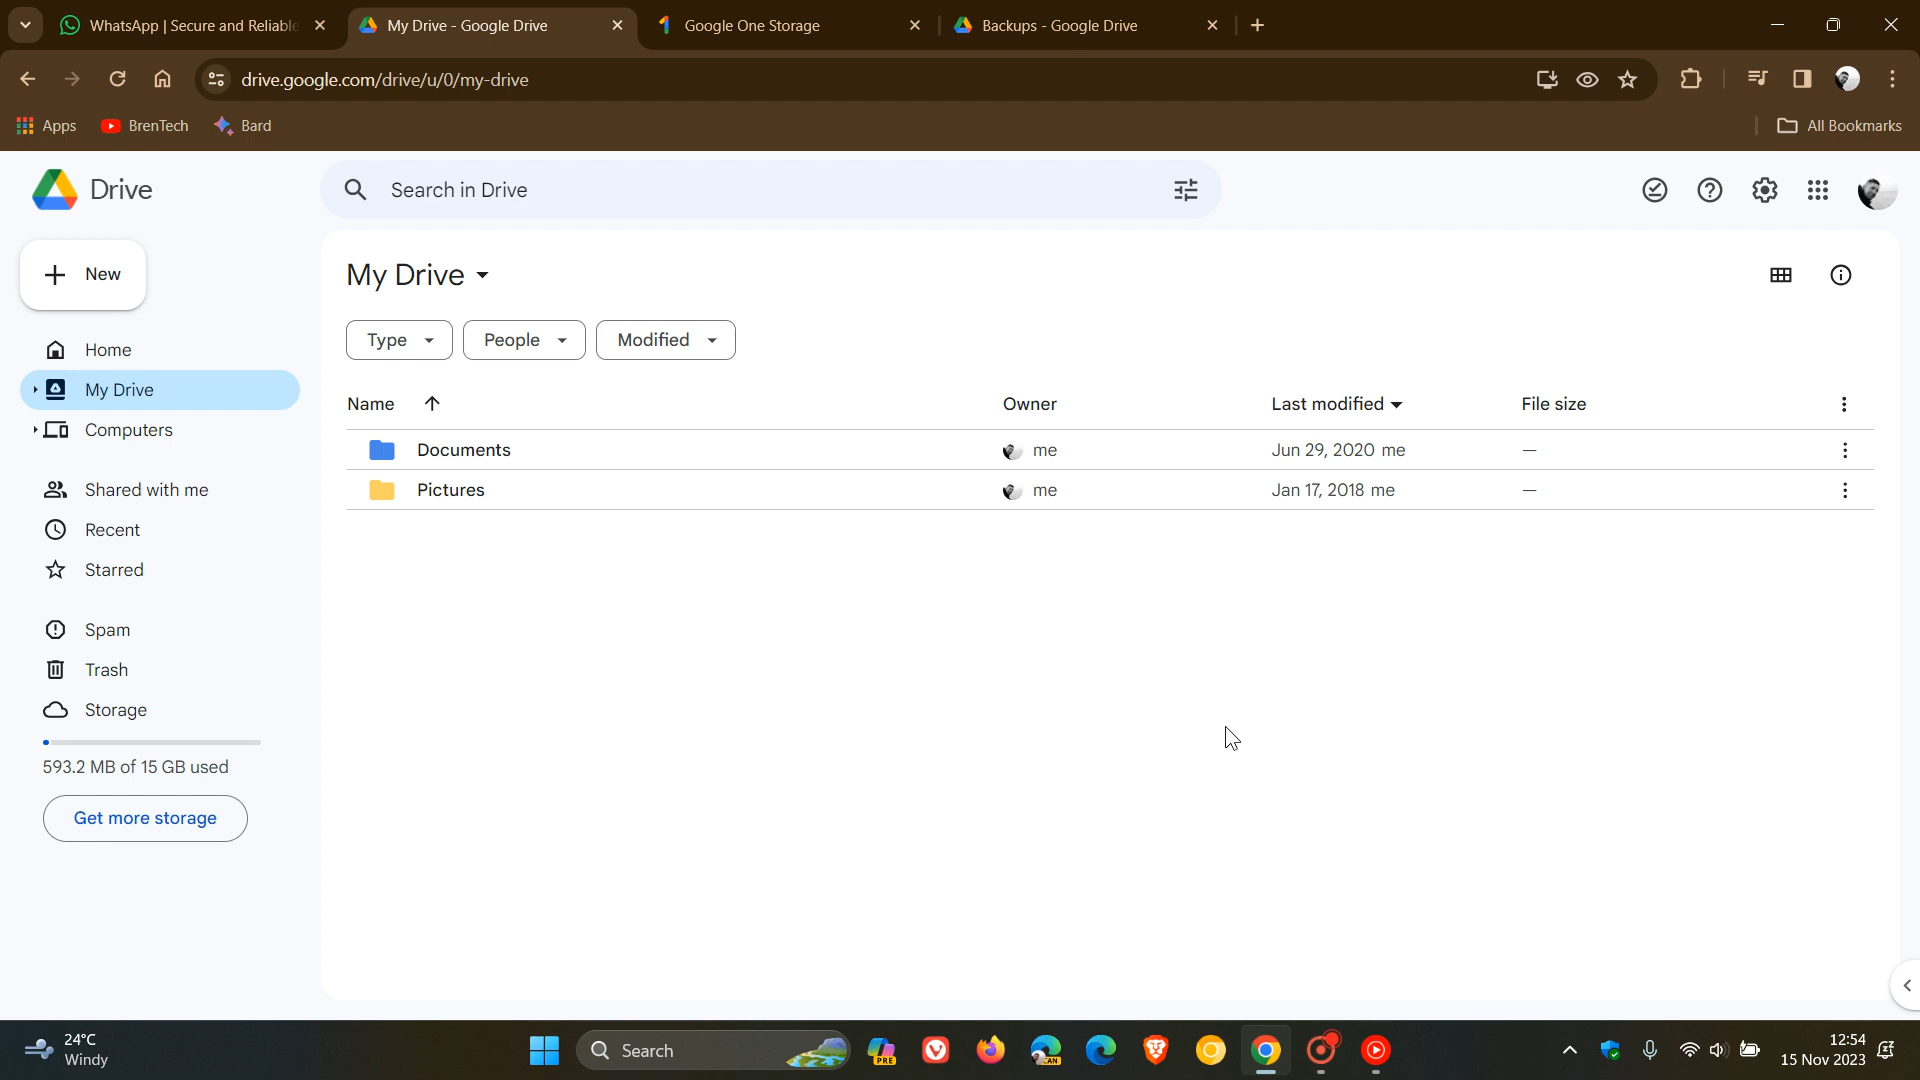 WhatsApp | Secure and Reliable
My Drive - Google Drive
Google One Storage
Backups - Google Drive
drive.google.com/drive/u/0/my-drive
Apps
BrenTech
Bard
All Bookmarks
Drive
Search in Drive
New
My Drive
Type
People
Modified
Home
My Drive
Computers
Shared with me
Recent
Starred
Spam
Trash
Storage
593.2 MB of 15 GB used
Get more storage
Name
Owner
Last modified
File size
Documents
me
Jun 29, 2020 me
—
Pictures
me
Jan 17, 2018 me
—
24°C
Windy
Search
PRE
CAN
12:54
15 Nov 2023